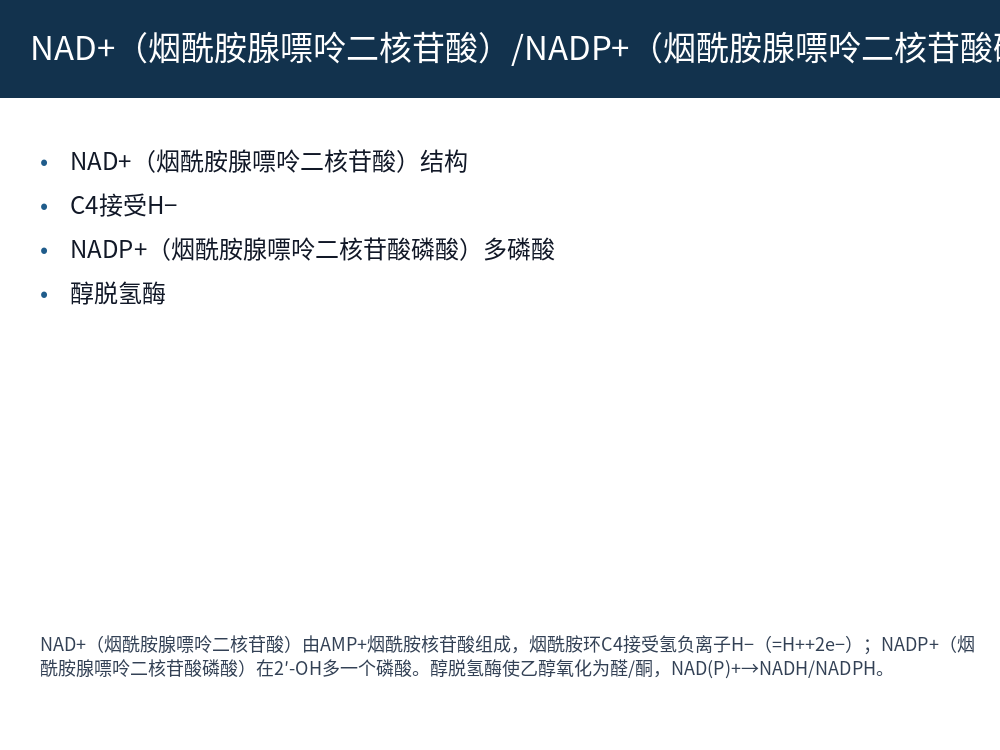 NAD+（烟酰胺腺嘌呤二核苷酸）/NADP+（烟酰胺腺嘌呤二核苷酸
• NAD+（烟酰胺腺嘌呤二核苷酸）结构
• C4接受H−
• NADP+（烟酰胺腺嘌呤二核苷酸磷酸）多磷酸
• 醇脱氢酶
NAD+（烟酰胺腺嘌呤二核苷酸）由AMP+烟酰胺核苷酸组成，烟酰胺环C4接受氢负离子H−（=H++2e−）；NADP+（烟
酰胺腺嘌呤二核苷酸磷酸）在2′-OH多一个磷酸。醇脱氢酶使乙醇氧化为醛/酮，NAD(P)+→NADH/NADPH。